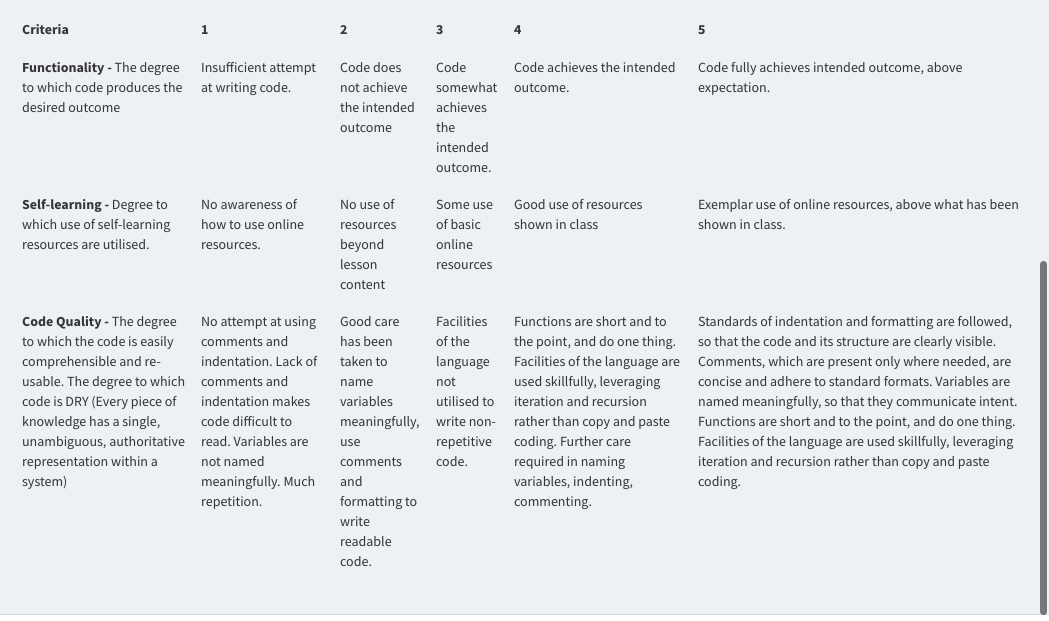 Criteria 1 2 3 4 5
Functionality - The degree
to which code produces the
desired outcome
Insufficient attempt
at writing code.
Code does
not achieve
the intended
outcome
Code
somewhat
achieves
the
intended
outcome.
Code achieves the intended
outcome.
Code fully achieves intended outcome, above
expectation.
Self-learning - Degree to
which use of self-learning
resources are utilised.
No awareness of
how to use online
resources.
No use of
resources
beyond
lesson
content
Some use
of basic
online
resources
Good use of resources
shown in class
Exemplar use of online resources, above what has been
shown in class.
Code Quality - The degree
to which the code is easily
comprehensible and re-
usable. The degree to which
code is DRY (Every piece of
knowledge has a single,
unambiguous, authoritative
representation within a
system)
No attempt at using
comments and
indentation. Lack of
comments and
indentation makes
code difficult to
read. Variables are
not named
meaningfully. Much
repetition.
Good care
has been
taken to
name
variables
meaningfully,
use
comments
and
formatting to
write
readable
code.
Facilities
of the
language
not
utilised to
write non-
repetitive
code.
Functions are short and to
the point, and do one thing.
Facilities of the language are
used skillfully, leveraging
iteration and recursion
rather than copy and paste
coding. Further care
required in naming
variables, indenting,
commenting.
Standards of indentation and formatting are followed,
so that the code and its structure are clearly visible.
Comments, which are present only where needed, are
concise and adhere to standard formats. Variables are
named meaningfully, so that they communicate intent.
Functions are short and to the point, and do one thing.
Facilities of the language are used skillfully, leveraging
iteration and recursion rather than copy and paste
coding.